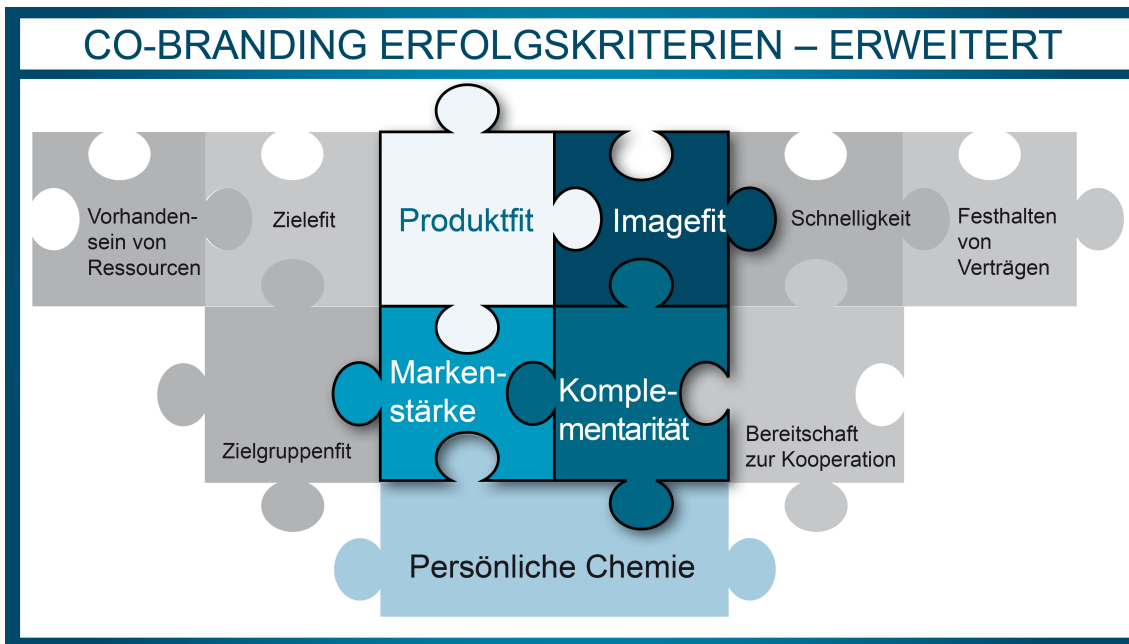 CO-BRANDING ERFOLGSKRITERIEN – ERWEITERT
Vorhanden-
sein von
Ressourcen
Zielefit
Produktfit
Imagefit
Schnelligkeit
Festhalten
von
Verträgen
Zielgruppenfit
Marken-
stärke
Komple-
mentarität
Bereitschaft
zur Kooperation
Persönliche Chemie